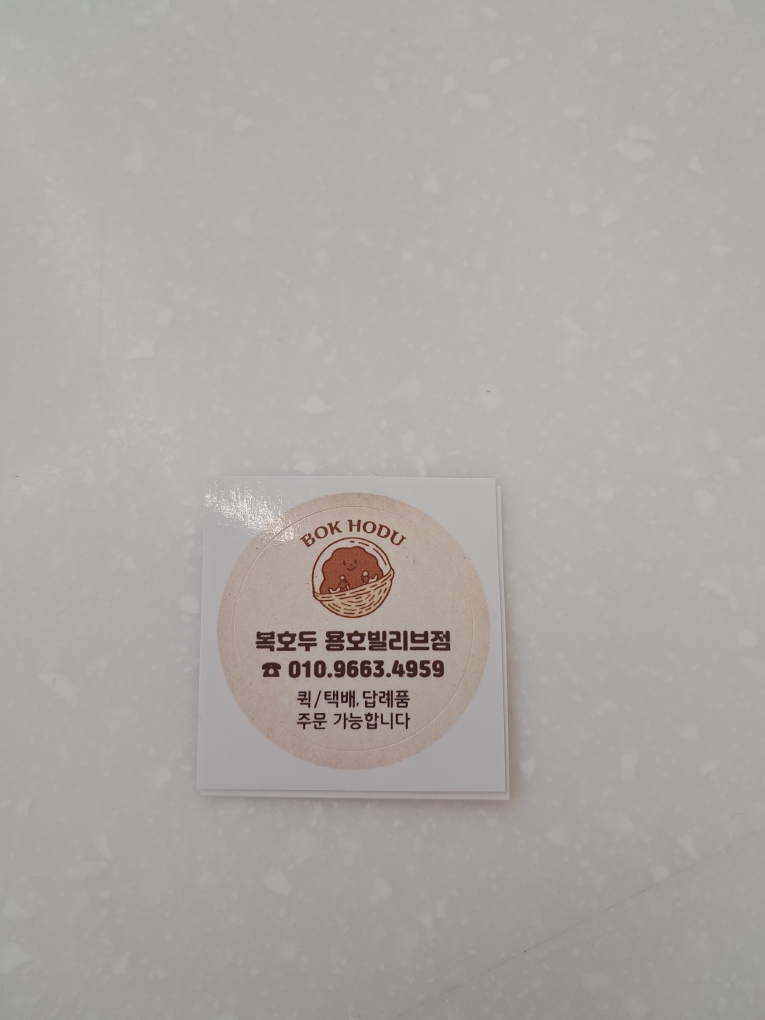 BOK HODU
복호두 용호빌리브점
☎ 010.9663.4959
퀵/택배, 답례품
주문 가능합니다